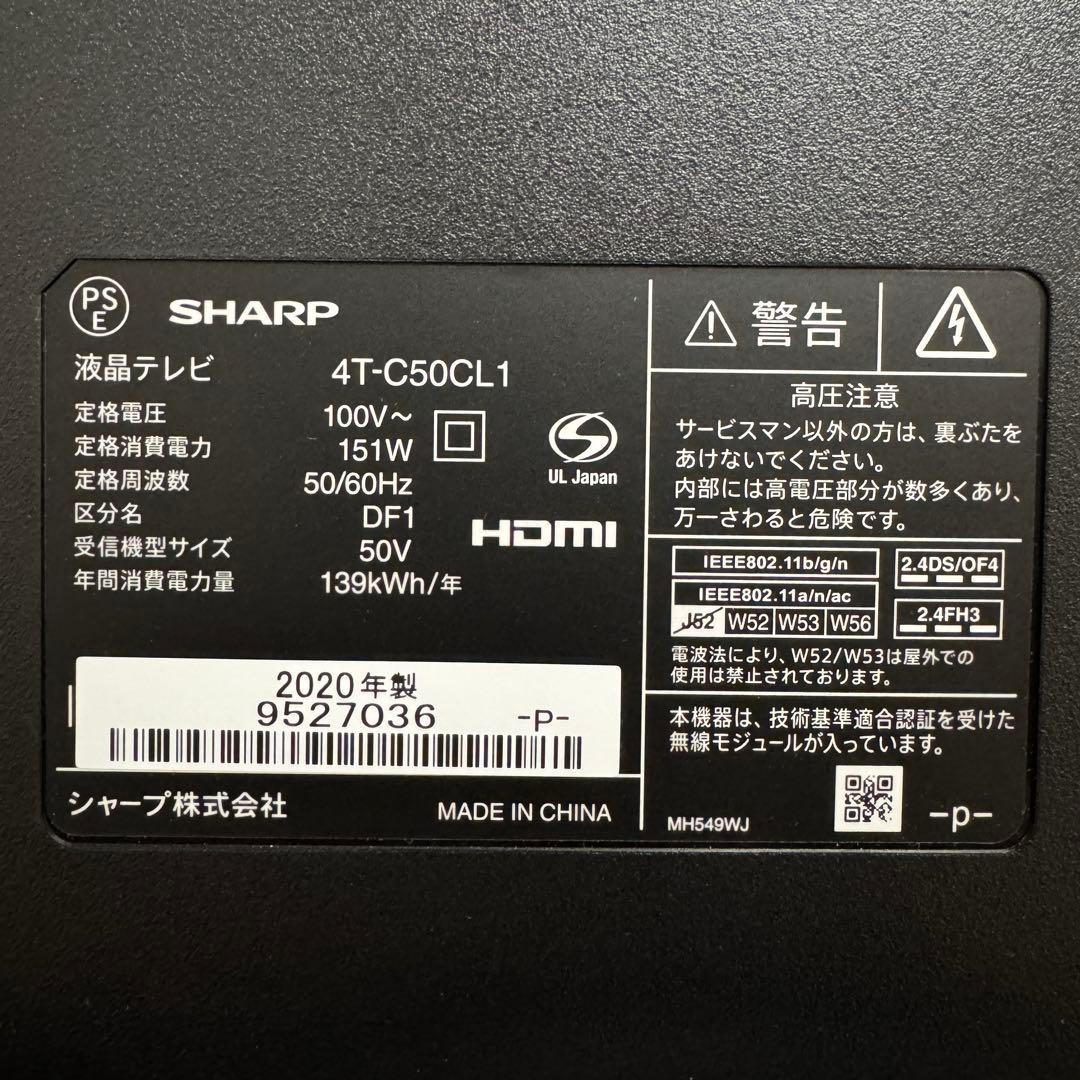 PS
E
SHARP
液晶テレビ 4T-C50CL1
定格電圧 100V～
定格消費電力 151W
定格周波数 50/60Hz
区分名 DF1
受信機型サイズ 50V
年間消費電力量 139kWh/年
S
UL Japan
HDMI
2020年製
9527036 -P-
シャープ株式会社 MADE IN CHINA
警告
高圧注意
サービスマン以外の方は、裏ぶたを
あけないでください。
内部には高電圧部分が数多くあり、
万一さわると危険です。
IEEE802.11b/g/n
IEEE802.11a/n/ac
J52 W52 W53 W56
2.4DS/OF4
2.4FH3
電波法により、W52/W53は屋外での
使用は禁止されております。
本機器は、技術基準適合認証を受けた
無線モジュールが入っています。
MH549WJ -p-